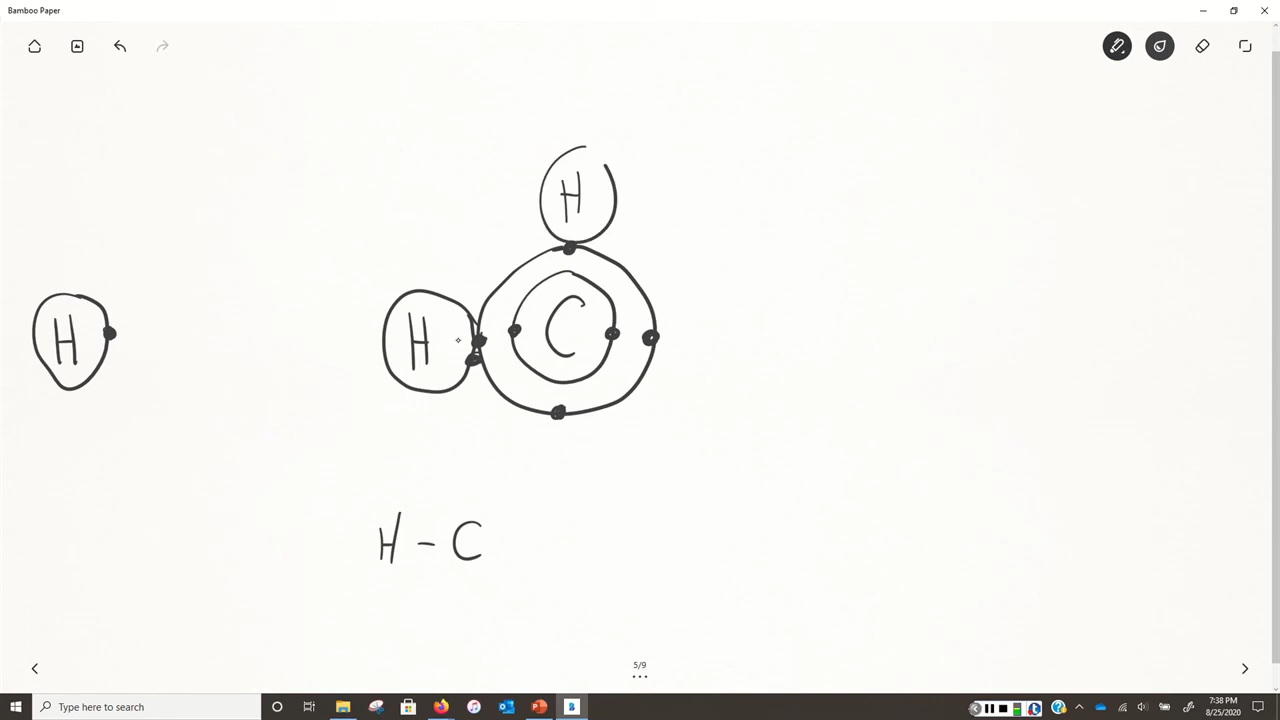 Bamboo Paper
H
H
H
C
H - C
5/9
Type here to search
7:38 PM
8/25/2020